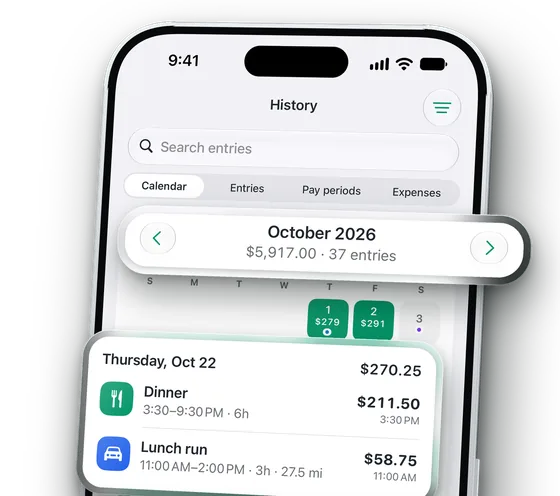 9:41
History
Search entries
Calendar Entries Pay periods Expenses
October 2026
$5,917.00 · 37 entries
S M T W T F S
1 2 3
$279 $291
Thursday, Oct 22 $270.25
Dinner $211.50
3:30–9:30 PM · 6h 3:30 PM
Lunch run $58.75
11:00 AM–2:00 PM · 3h · 27.5 mi 11:00 AM